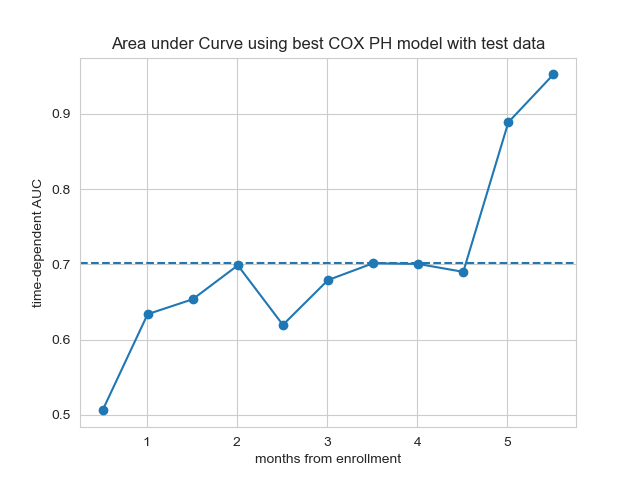 Area under Curve using best COX PH model with test data
time-dependent AUC
0.9
0.8
0.7
0.6
0.5
1 2 3 4 5
months from enrollment